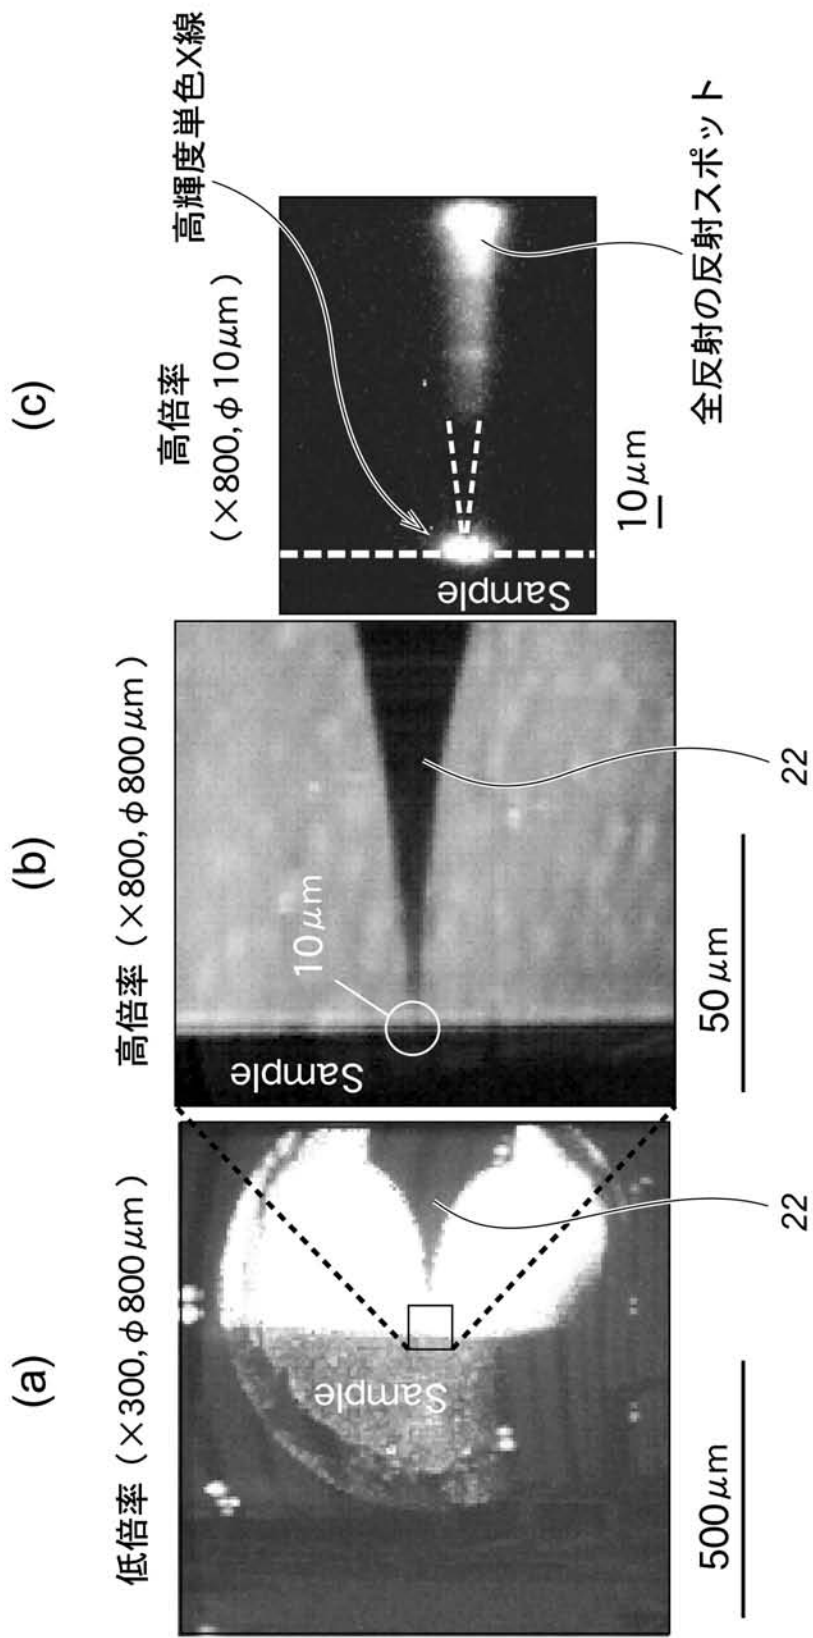 (a)
低倍率 (×300, φ800μm)
Sample
22
500μm
(b)
高倍率 (×800, φ800μm)
10μm
Sample
22
50μm
(c)
高倍率
(×800, φ10μm)
高輝度単色X線
Sample
10μm
全反射の反射スポット